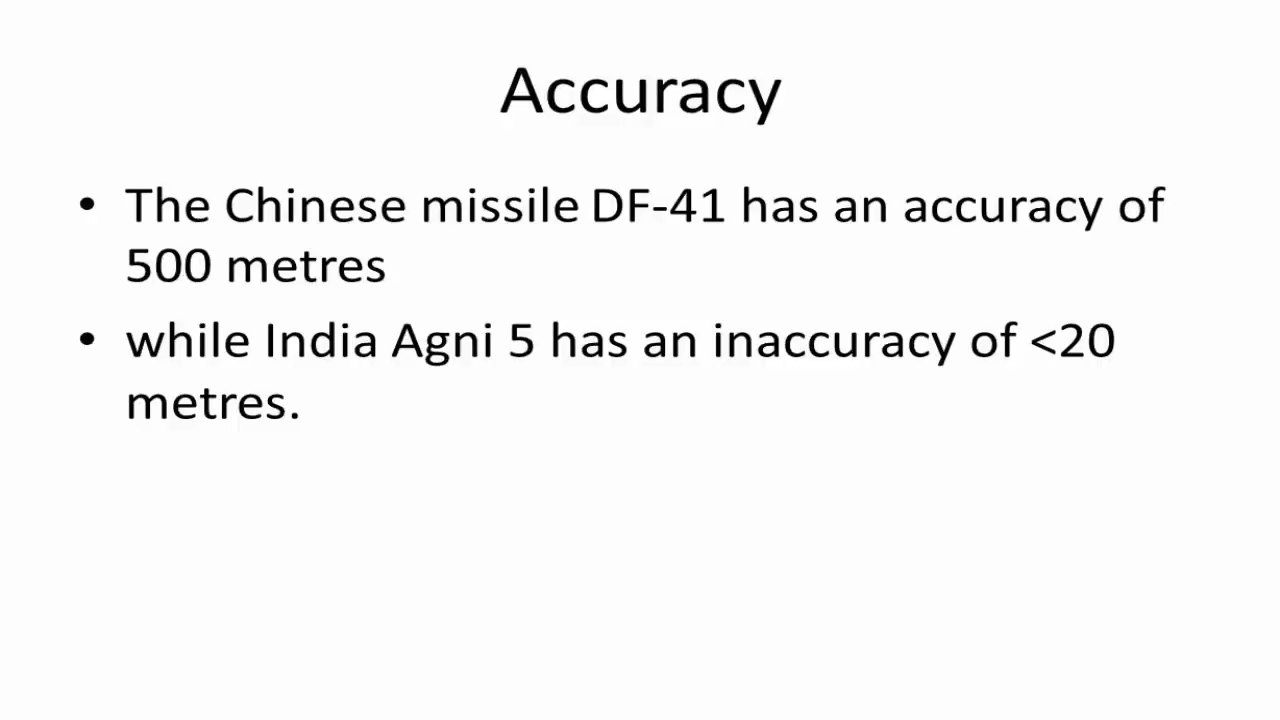 Accuracy
• The Chinese missile DF-41 has an accuracy of
500 metres
• while India Agni 5 has an inaccuracy of <20
metres.